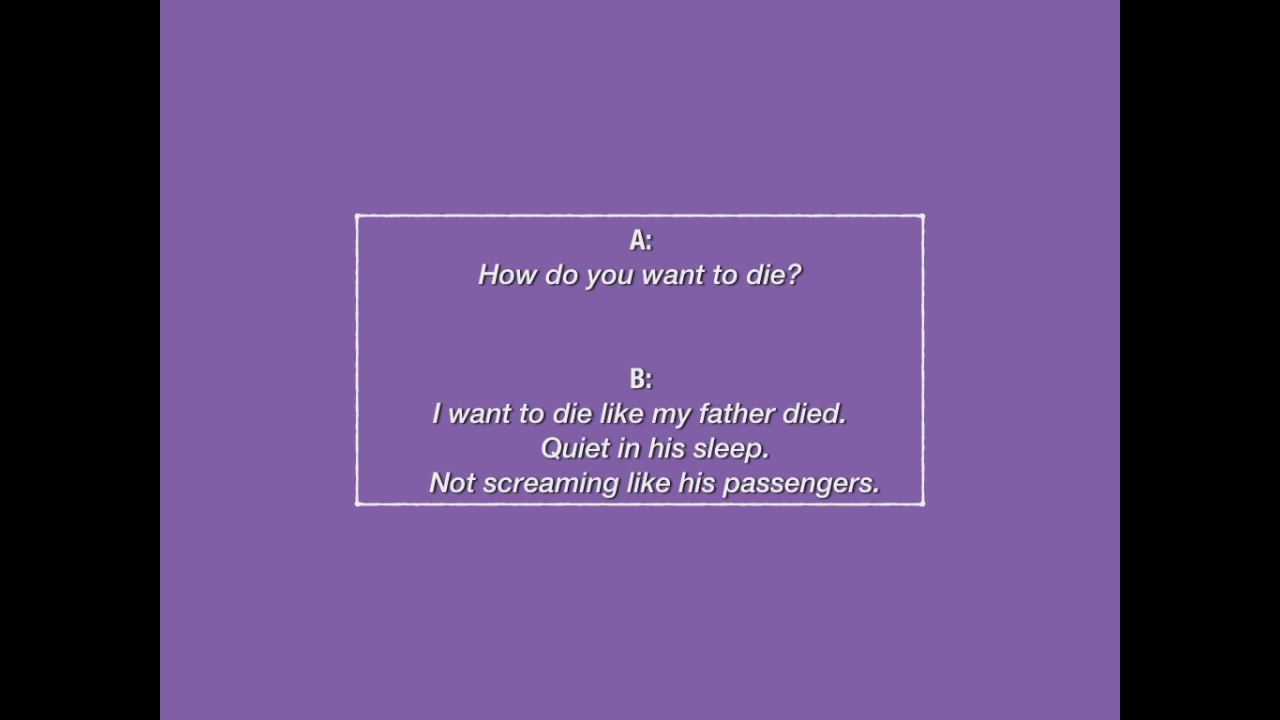 A:
How do you want to die?
B:
I want to die like my father died.
Quiet in his sleep.
Not screaming like his passengers.